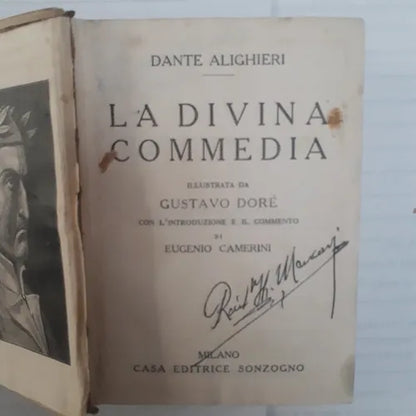 DANTE ALIGHIERI
LA DIVINA
COMMEDIA
ILLUSTRATA DA
GUSTAVO DORÉ
CON L'INTRODUZIONE E IL COMMENTO
DI
EUGENIO CAMERINI
MILANO
CASA EDITRICE SONZOGNO